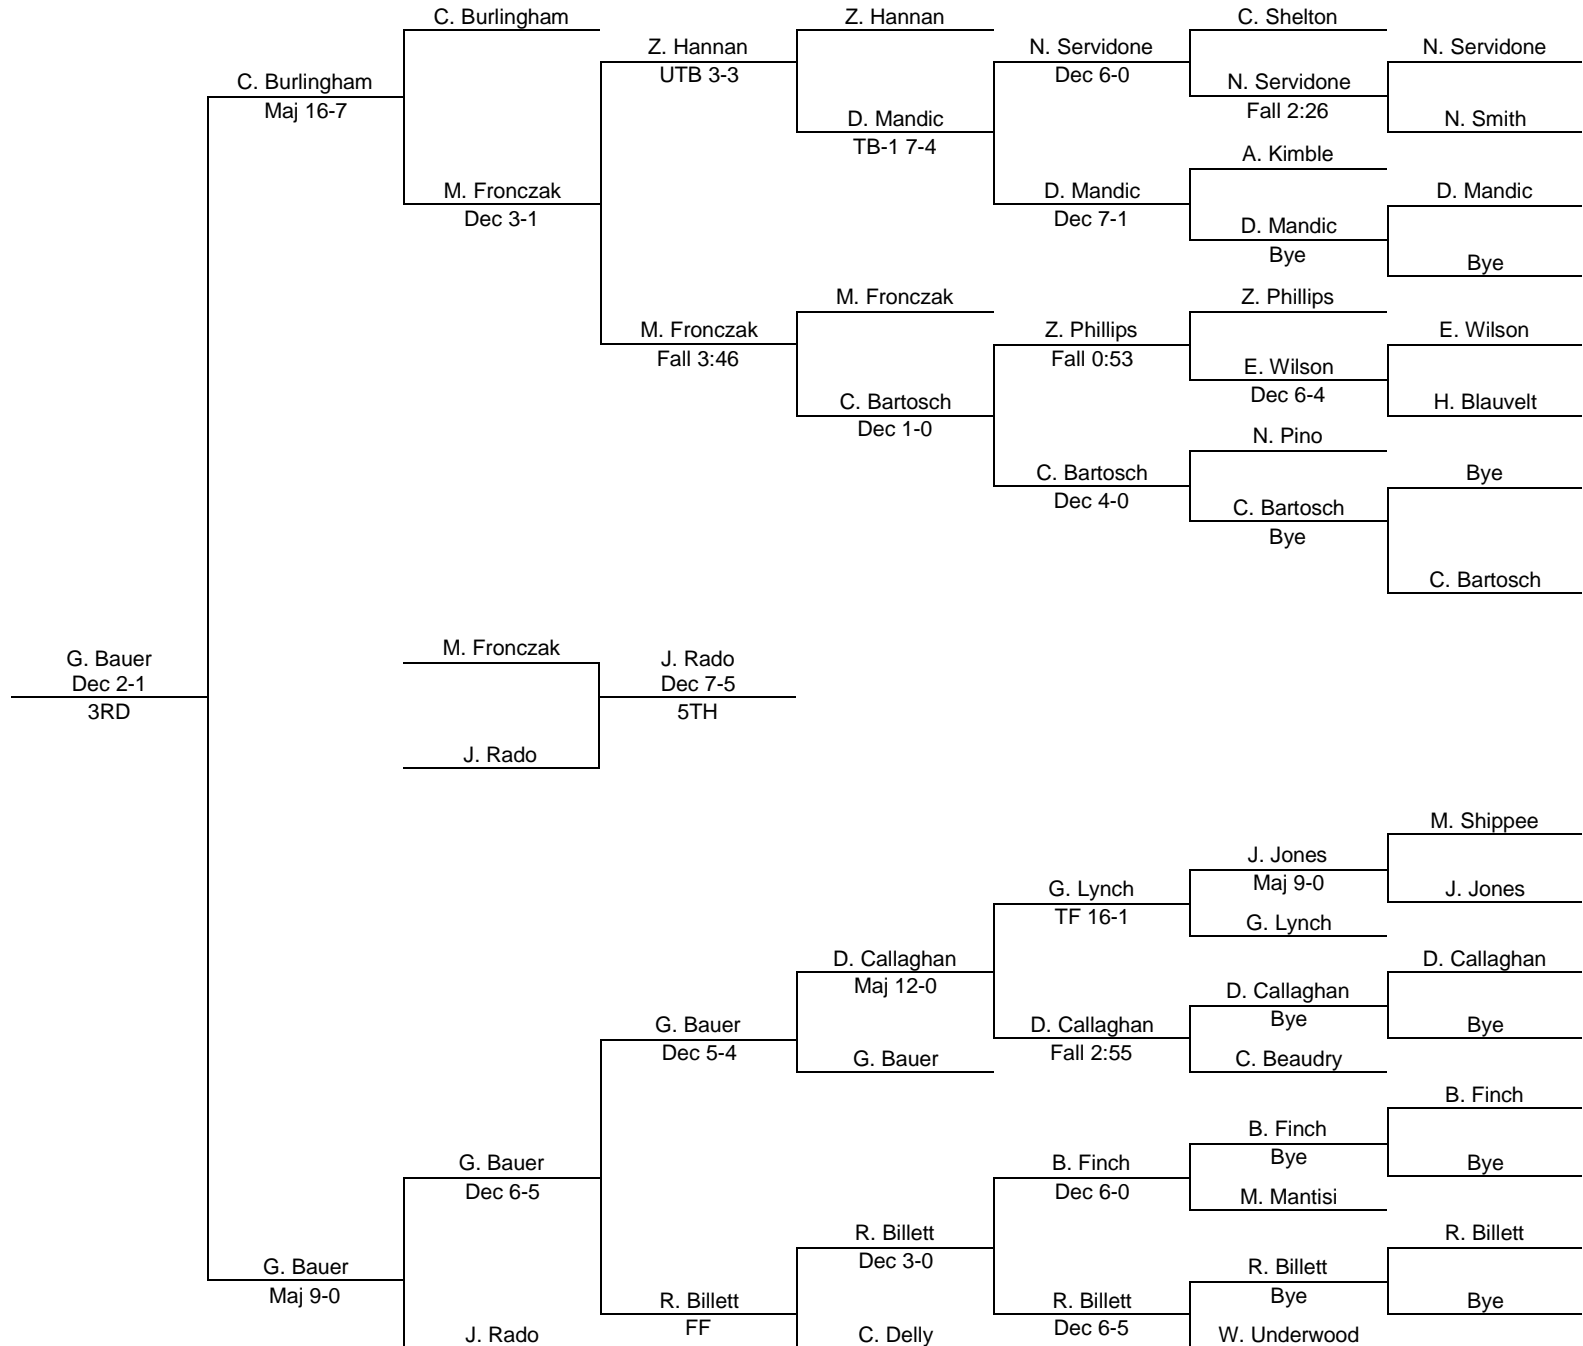 C. Burlingham
Z. Hannan
C. Shelton
Z. Hannan
N. Servidone
N. Servidone
UTB 3-3
Dec 6-0
C. Burlingham
N. Servidone
Maj 16-7
Fall 2:26
D. Mandic
N. Smith
TB-1 7-4
A. Kimble
M. Fronczak
D. Mandic
D. Mandic
Dec 3-1
Dec 7-1
D. Mandic
Bye
Bye
M. Fronczak
Z. Phillips
M. Fronczak
Z. Phillips
E. Wilson
Fall 3:46
Fall 0:53
E. Wilson
Dec 6-4
C. Bartosch
H. Blauvelt
Dec 1-0
N. Pino
C. Bartosch
Bye
Dec 4-0
C. Bartosch
Bye
C. Bartosch
M. Fronczak
G. Bauer
J. Rado
Dec 2-1
Dec 7-5
3RD
5TH
J. Rado
M. Shippee
J. Jones
Maj 9-0
G. Lynch
J. Jones
TF 16-1
G. Lynch
D. Callaghan
D. Callaghan
Maj 12-0
D. Callaghan
Bye
G. Bauer
D. Callaghan
Bye
Dec 5-4
Fall 2:55
G. Bauer
C. Beaudry
B. Finch
B. Finch
Bye
G. Bauer
B. Finch
Bye
Dec 6-5
Dec 6-0
M. Mantisi
R. Billett
R. Billett
Dec 3-0
G. Bauer
R. Billett
Maj 9-0
Bye
R. Billett
R. Billett
Bye
FF
Dec 6-5
J. Rado
C. Delly
W. Underwood